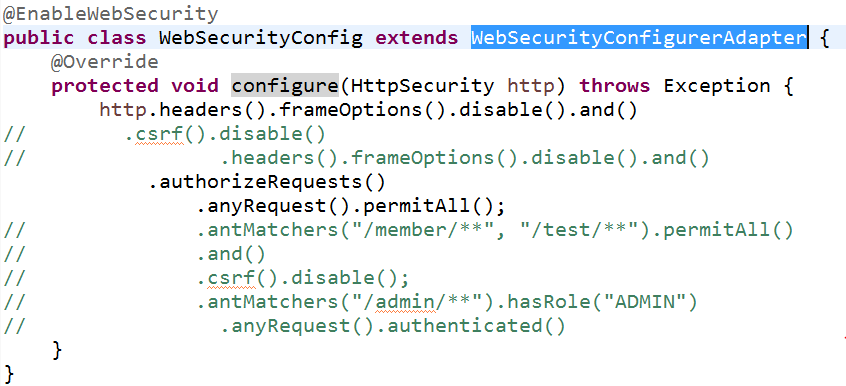 @EnableWebSecurity
public class WebSecurityConfig extends WebSecurityConfigurerAdapter {
    @Override
    protected void configure(HttpSecurity http) throws Exception {
        http.headers().frameOptions().disable().and()
//          .csrf().disable()
//                  .headers().frameOptions().disable().and()
            .authorizeRequests()
                .anyRequest().permitAll();
//              .antMatchers("/member/**", "/test/**").permitAll()
//              .and()
//              .csrf().disable();
//              .antMatchers("/admin/**").hasRole("ADMIN")
//                .anyRequest().authenticated()
    }
}